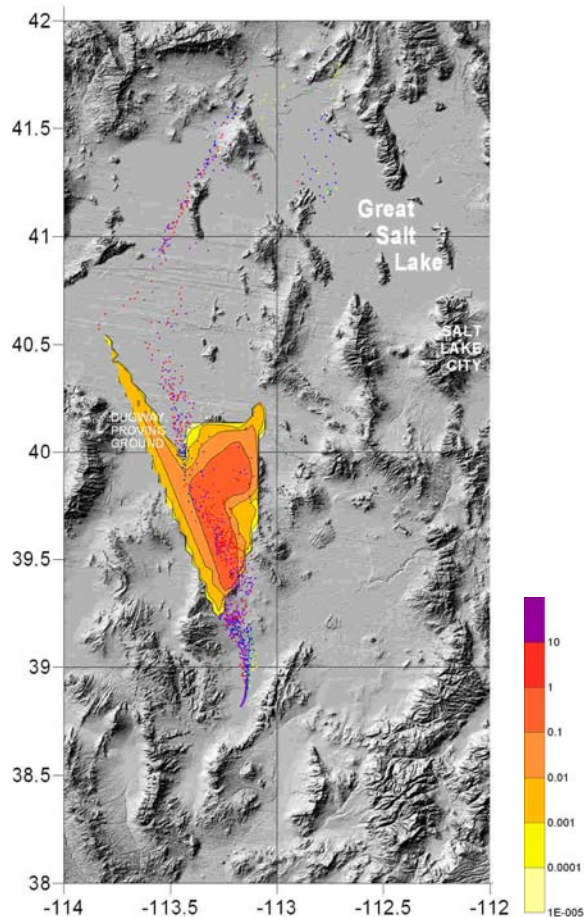 42
41.5
41
40.5
40
39.5
39
38.5
38
-114
-113.5
-113
-112.5
-112
Great
Salt
Lake
SALT
LAKE
CITY
DUGWAY
PROVING
GROUND
10
1
0.1
0.01
0.001
0.0001
1E-005